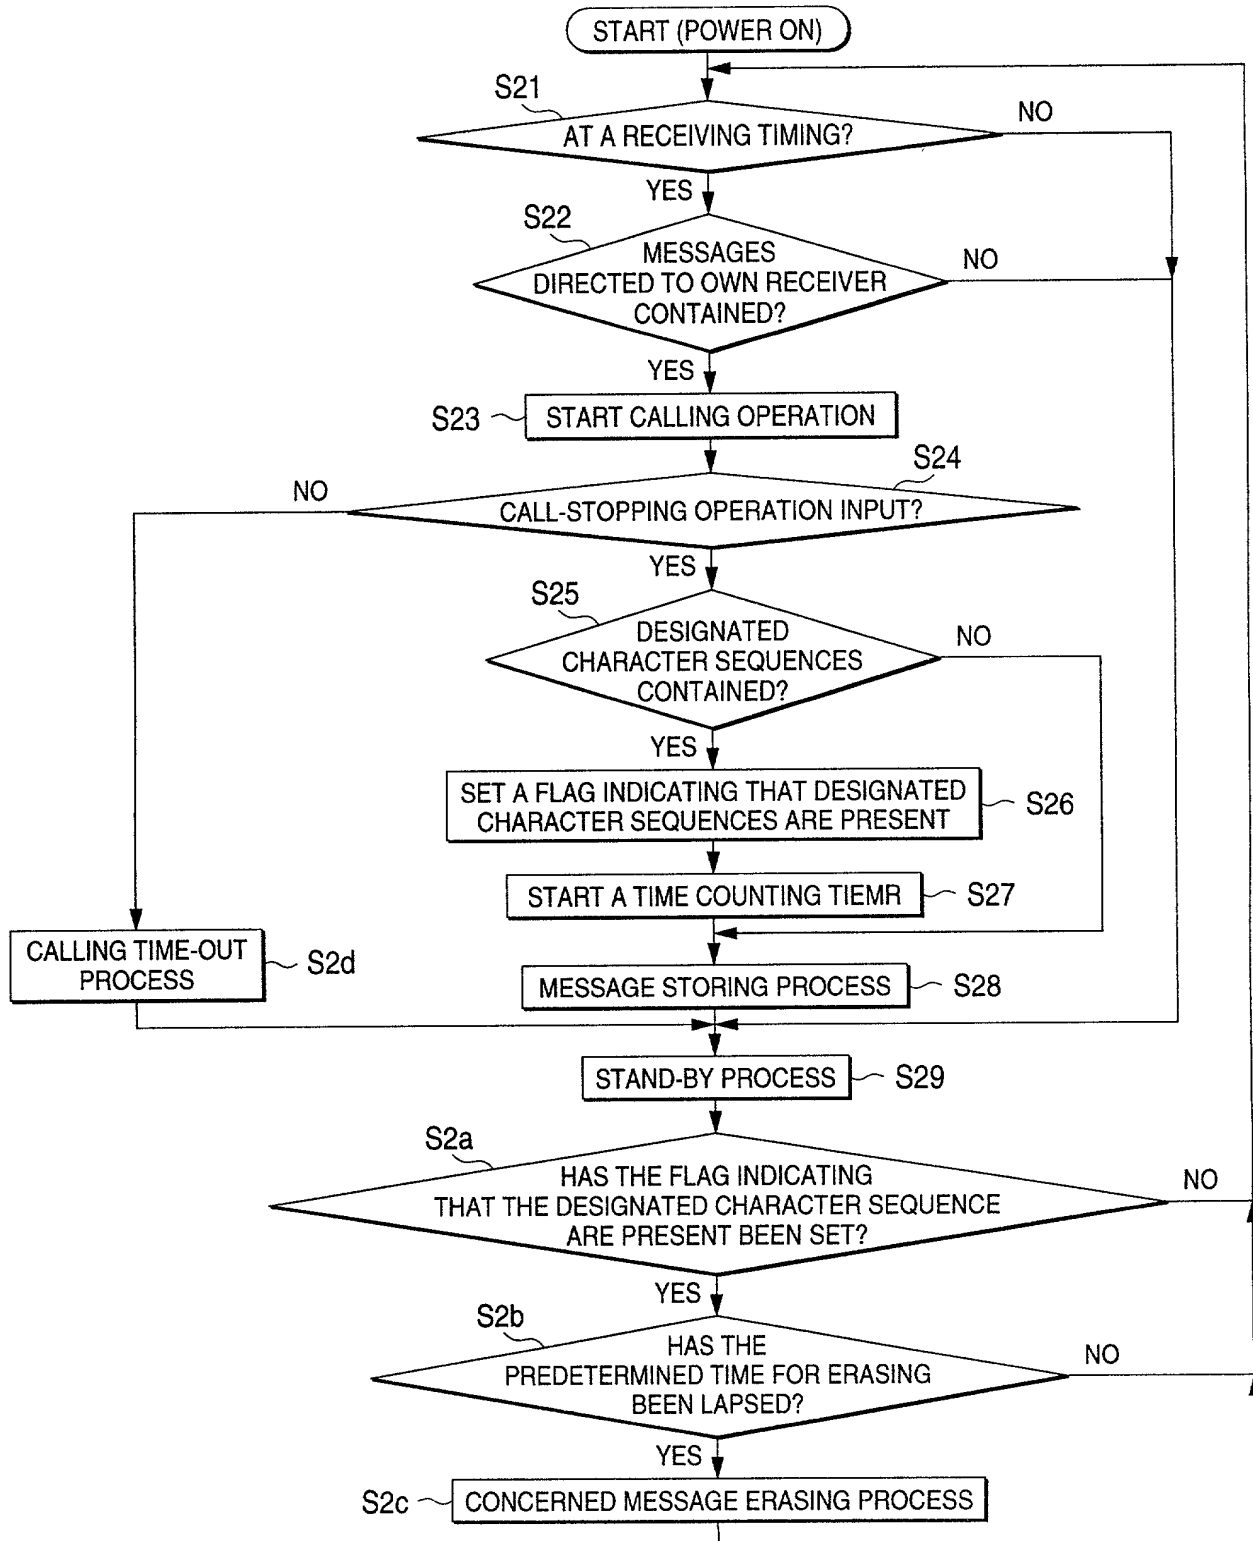 START (POWER ON)
S21
AT A RECEIVING TIMING?
NO
YES
S22
MESSAGES
DIRECTED TO OWN RECEIVER
CONTAINED?
NO
YES
S23
START CALLING OPERATION
S24
NO
CALL-STOPPING OPERATION INPUT?
YES
S25
DESIGNATED
CHARACTER SEQUENCES
CONTAINED?
NO
YES
SET A FLAG INDICATING THAT DESIGNATED
CHARACTER SEQUENCES ARE PRESENT
S26
START A TIME COUNTING TIEMR
S27
CALLING TIME-OUT
PROCESS
S2d
MESSAGE STORING PROCESS
S28
STAND-BY PROCESS
S29
S2a
HAS THE FLAG INDICATING
THAT THE DESIGNATED CHARACTER SEQUENCE
ARE PRESENT BEEN SET?
NO
YES
S2b
HAS THE
PREDETERMINED TIME FOR ERASING
BEEN LAPSED?
NO
YES
S2c
CONCERNED MESSAGE ERASING PROCESS